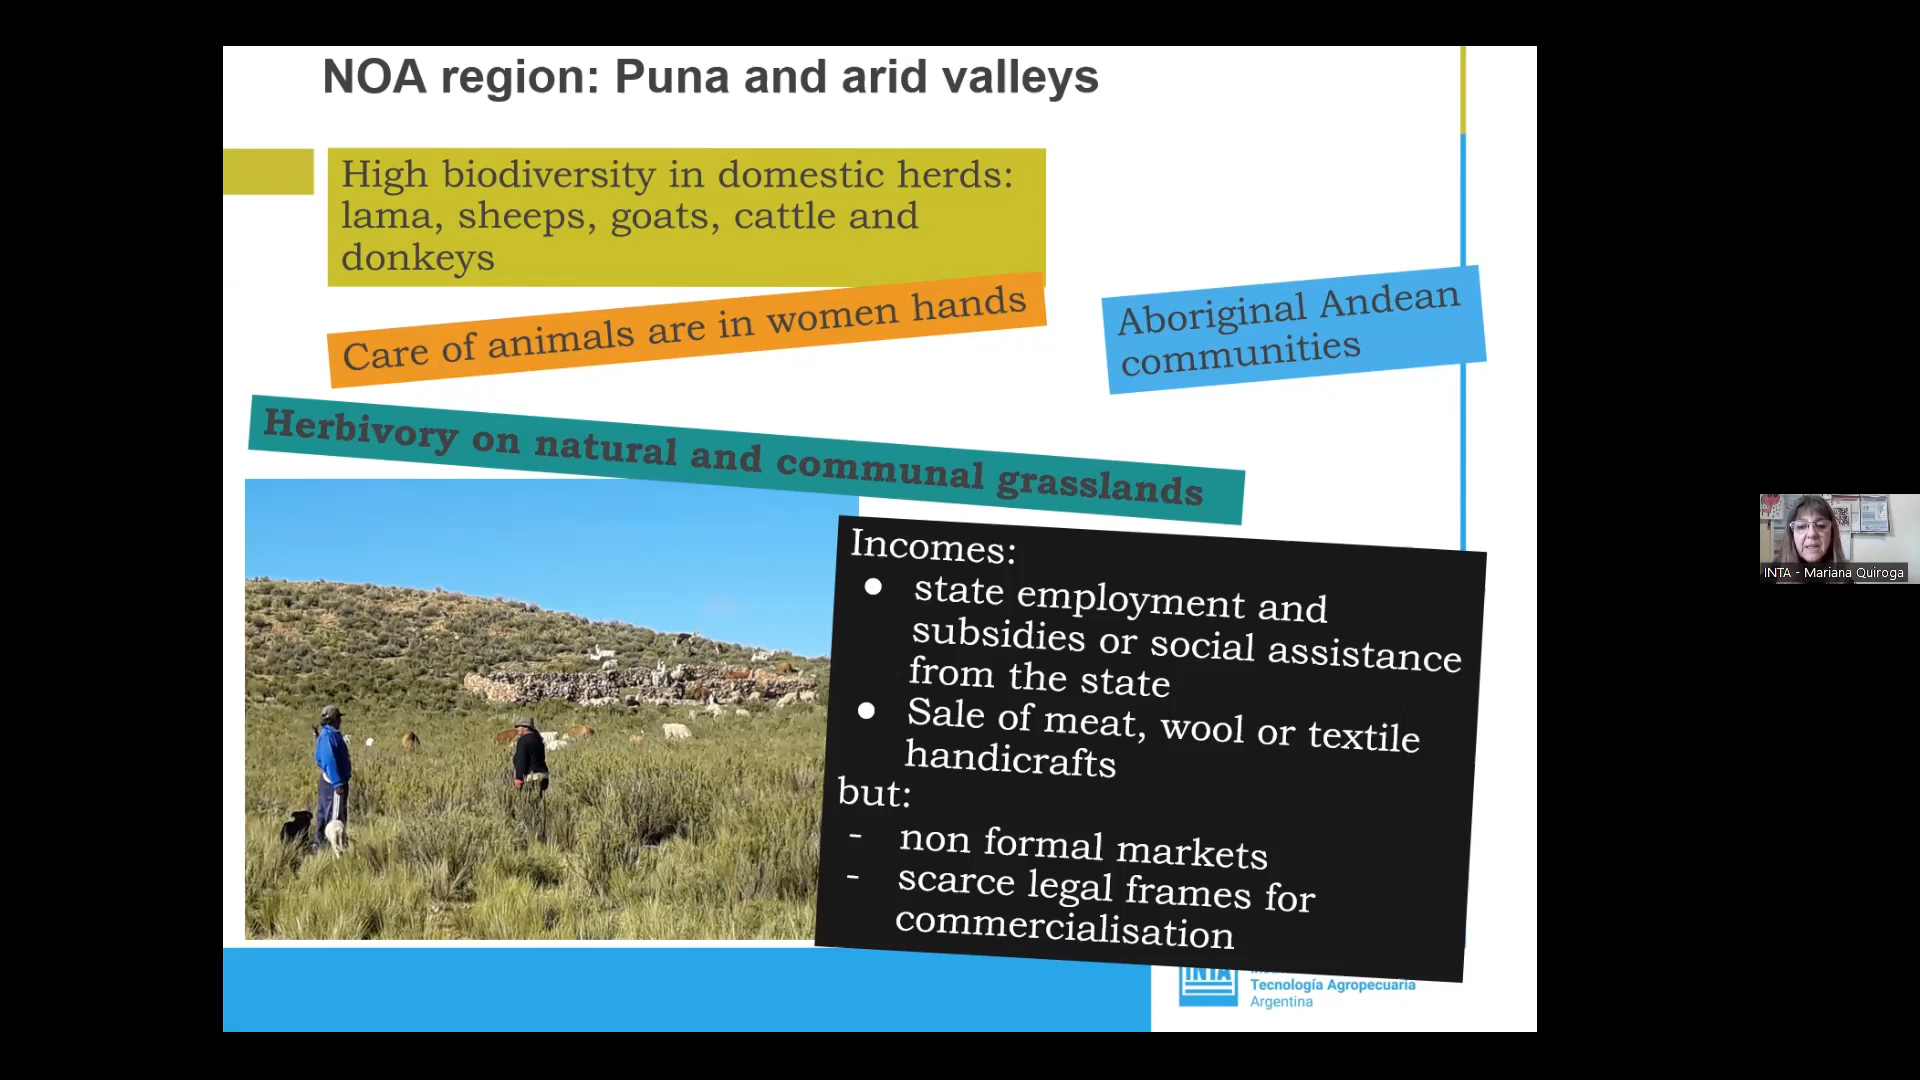 NOA region: Puna and arid valleys
High biodiversity in domestic herds:
lama, sheeps, goats, cattle and
donkeys
Care of animals are in women hands
Aboriginal Andean
communities
Herbivory on natural and communal grasslands
Incomes:
● state employment and
subsidies or social assistance
from the state
● Sale of meat, wool or textile
handicrafts
but:
- non formal markets
- scarce legal frames for
commercialisation
INTA
Tecnología Agropecuaria
Argentina
INTA - Mariana Quiroga